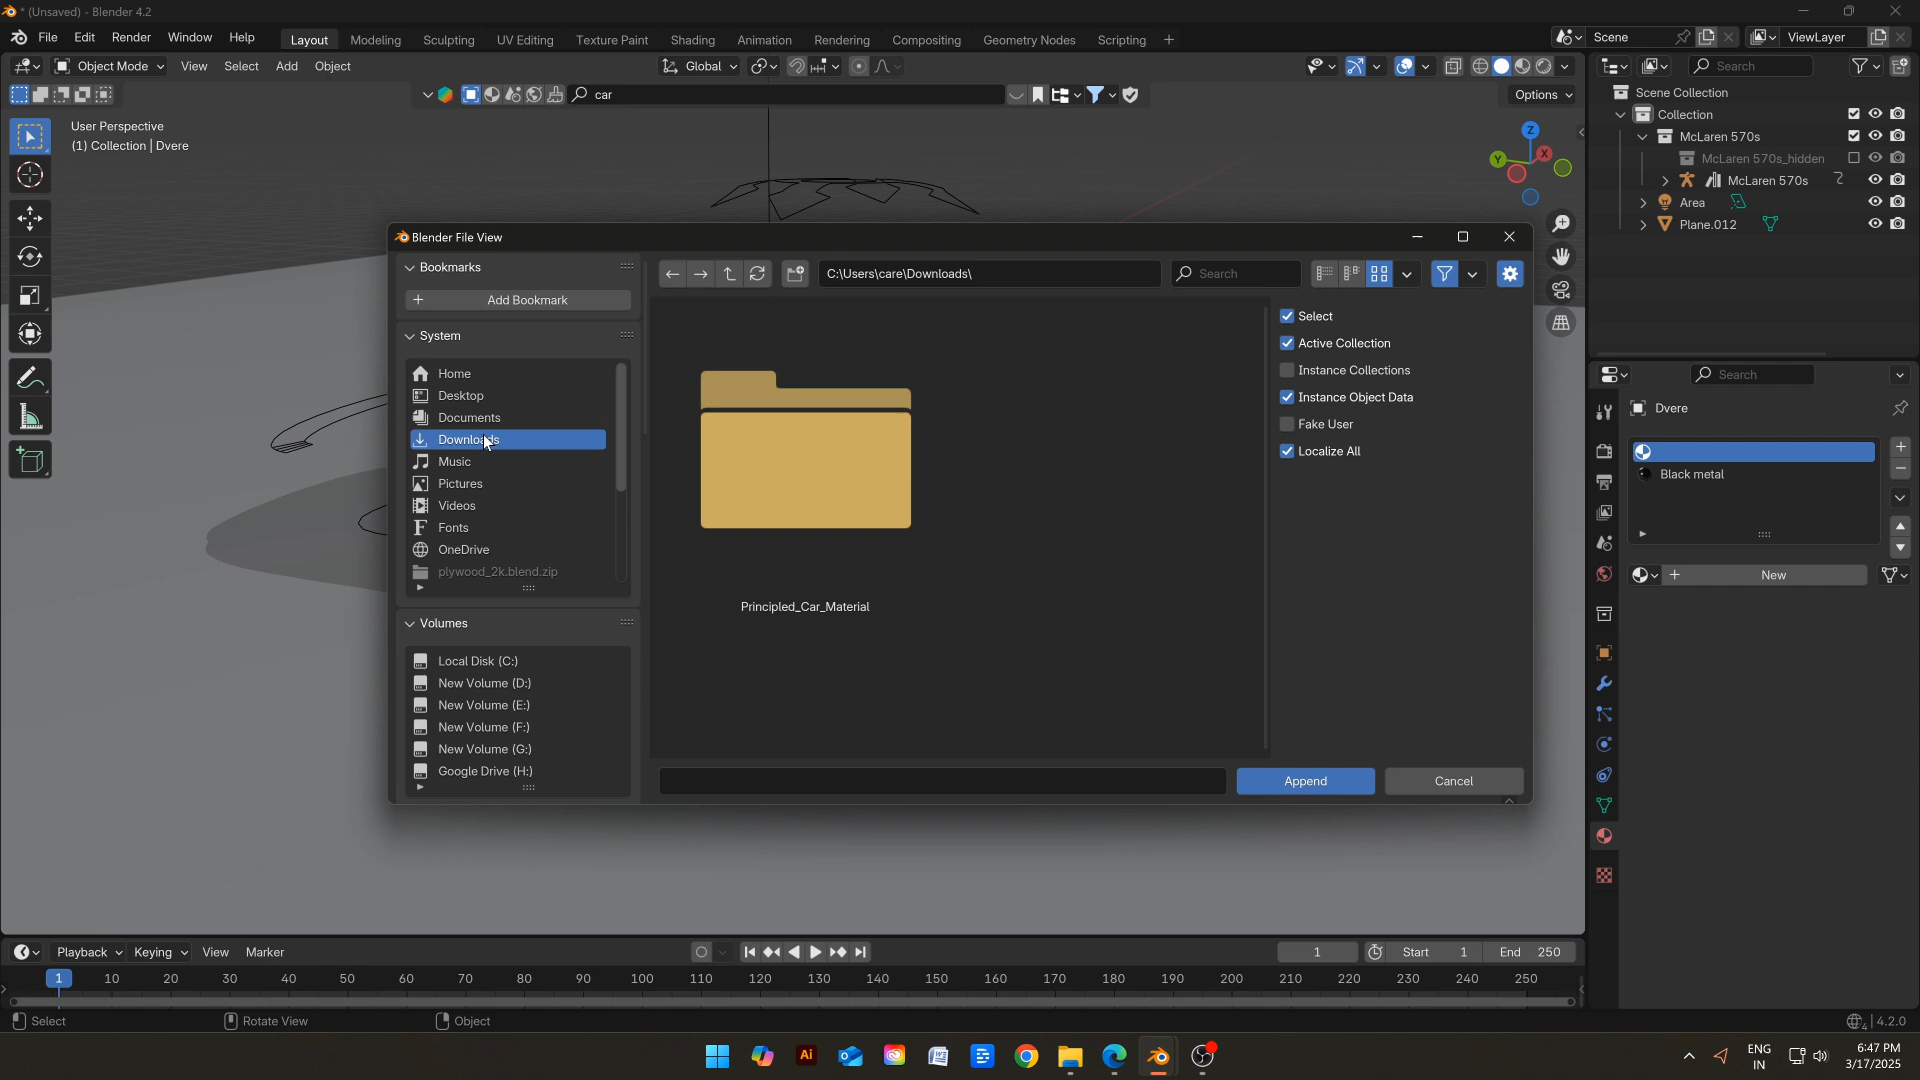 * (Unsaved) - Blender 4.2
File Edit Render Window Help
Layout Modeling Sculpting UV Editing Texture Paint Shading Animation Rendering Compositing Geometry Nodes Scripting +
Scene
ViewLayer
Object Mode View Select Add Object
Global
Search
car
Options
User Perspective
(1) Collection | Dvere
Z
Y
X
Scene Collection
Collection
McLaren 570s
McLaren 570s_hidden
McLaren 570s
Area
Plane.012
Blender File View
Bookmarks
Add Bookmark
System
Home
Desktop
Documents
Downloads
Music
Pictures
Videos
Fonts
OneDrive
plywood_2k.blend.zip
Volumes
Local Disk (C:)
New Volume (D:)
New Volume (E:)
New Volume (F:)
New Volume (G:)
Google Drive (H:)
C:\Users\care\Downloads\
Search
Principled_Car_Material
Select
Active Collection
Instance Collections
Instance Object Data
Fake User
Localize All
Append
Cancel
Search
Dvere
Black metal
New
Playback Keying View Marker
1
Start 1
End 250
1 10 20 30 40 50 60 70 80 90 100 110 120 130 140 150 160 170 180 190 200 210 220 230 240 250
Select
Rotate View
Object
4.2.0
Ai
ENG
IN
6:47 PM
3/17/2025